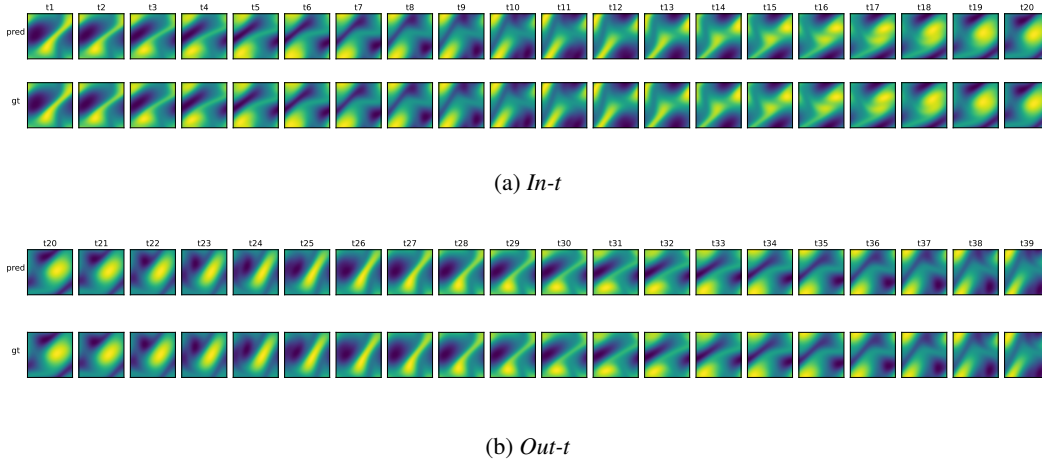 t1 t2 t3 t4 t5 t6 t7 t8 t9 t10 t11 t12 t13 t14 t15 t16 t17 t18 t19 t20
pred
gt
(a) In-t
t20 t21 t22 t23 t24 t25 t26 t27 t28 t29 t30 t31 t32 t33 t34 t35 t36 t37 t38 t39
pred
gt
(b) Out-t